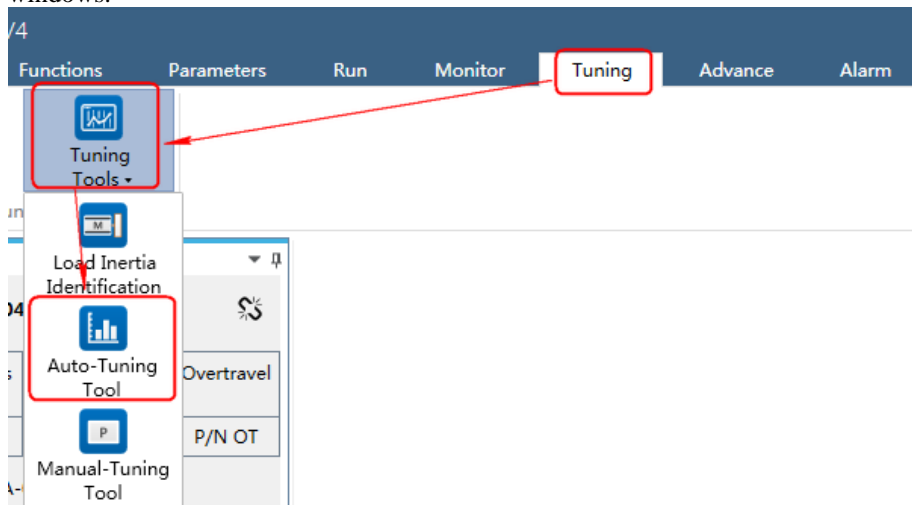 windows.
V4
Functions Parameters Run Monitor Tuning Advance Alarm
Tuning
Tools
Load Inertia
Identification
Auto-Tuning
Tool
Overtravel
P/N OT
Manual-Tuning
Tool
M
P